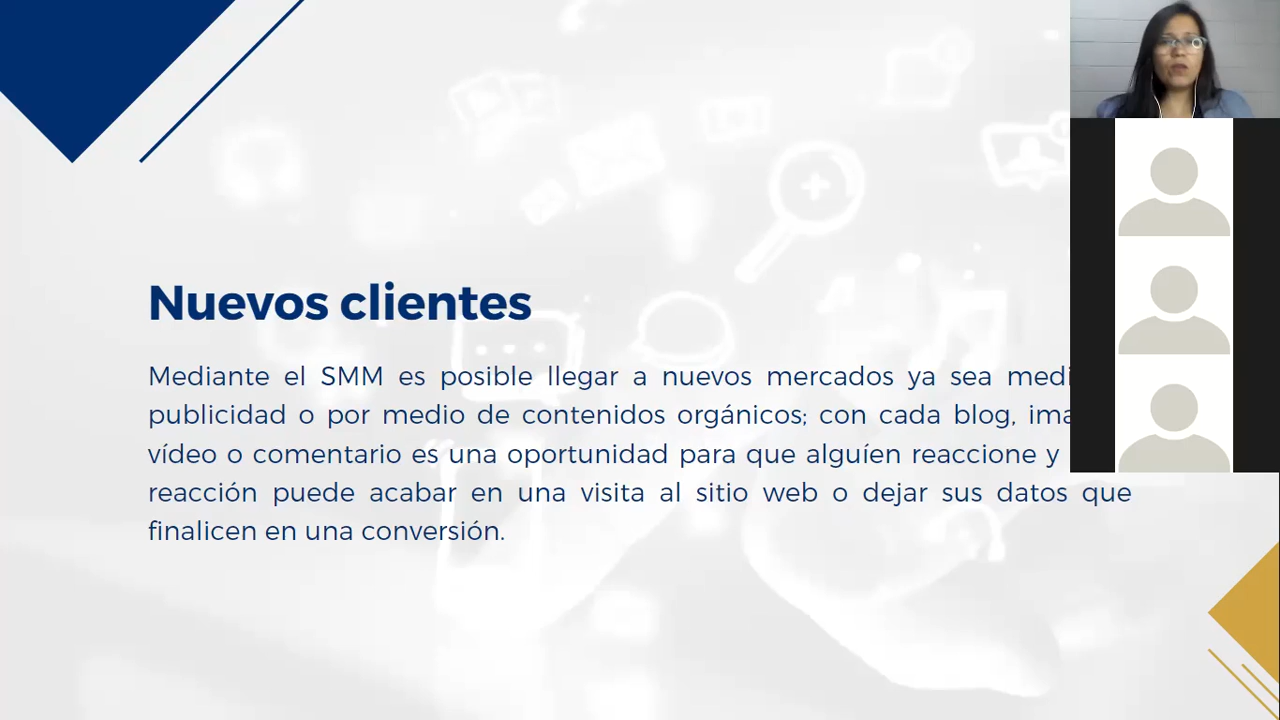 Nuevos clientes
Mediante el SMM es posible llegar a nuevos mercados ya sea
publicidad o por medio de contenidos orgánicos; con cada blog,
vídeo o comentario es una oportunidad para que alguíen reaccione y
reacción puede acabar en una visita al sitio web o dejar sus datos que
finalicen en una conversión.